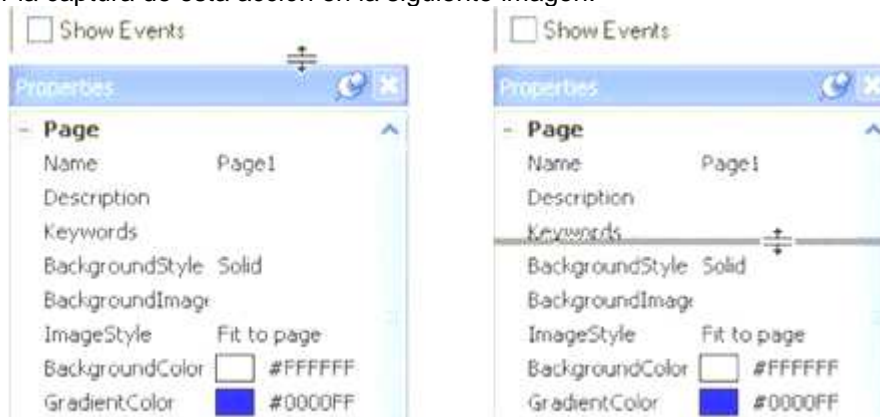 la captura de esta acción en la siguiente imagen:
Show Events
Properties
Page
Name Page1
Description
Keywords
BackgroundStyle Solid
BackgroundImage
ImageStyle Fit to page
BackgroundColor #FFFFFF
GradientColor #0000FF
Show Events
Properties
Page
Name Page1
Description
Keywords
BackgroundStyle Solid
BackgroundImage
ImageStyle Fit to page
BackgroundColor #FFFFFF
GradientColor #0000FF